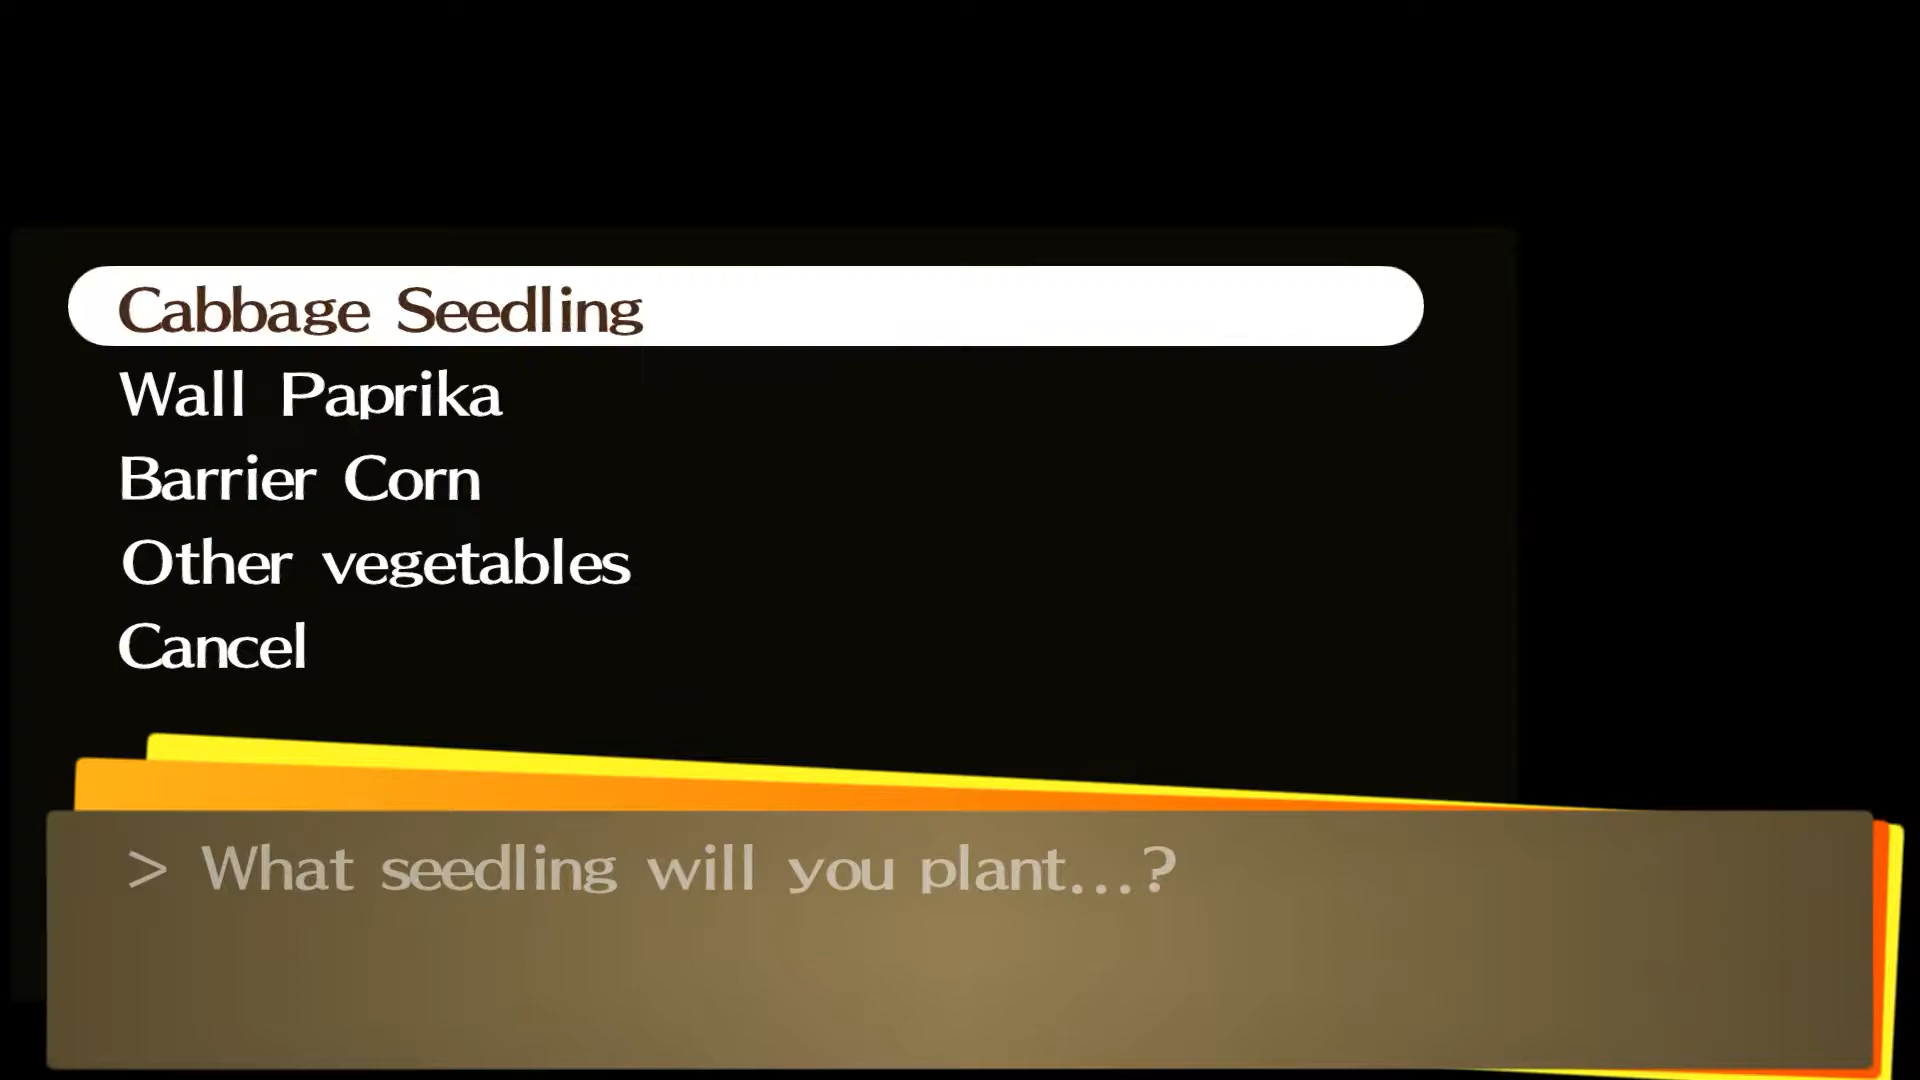 Cabbage Seedling
Wall Paprika
Barrier Corn
Other vegetables
Cancel
> What seedling will you plant...?